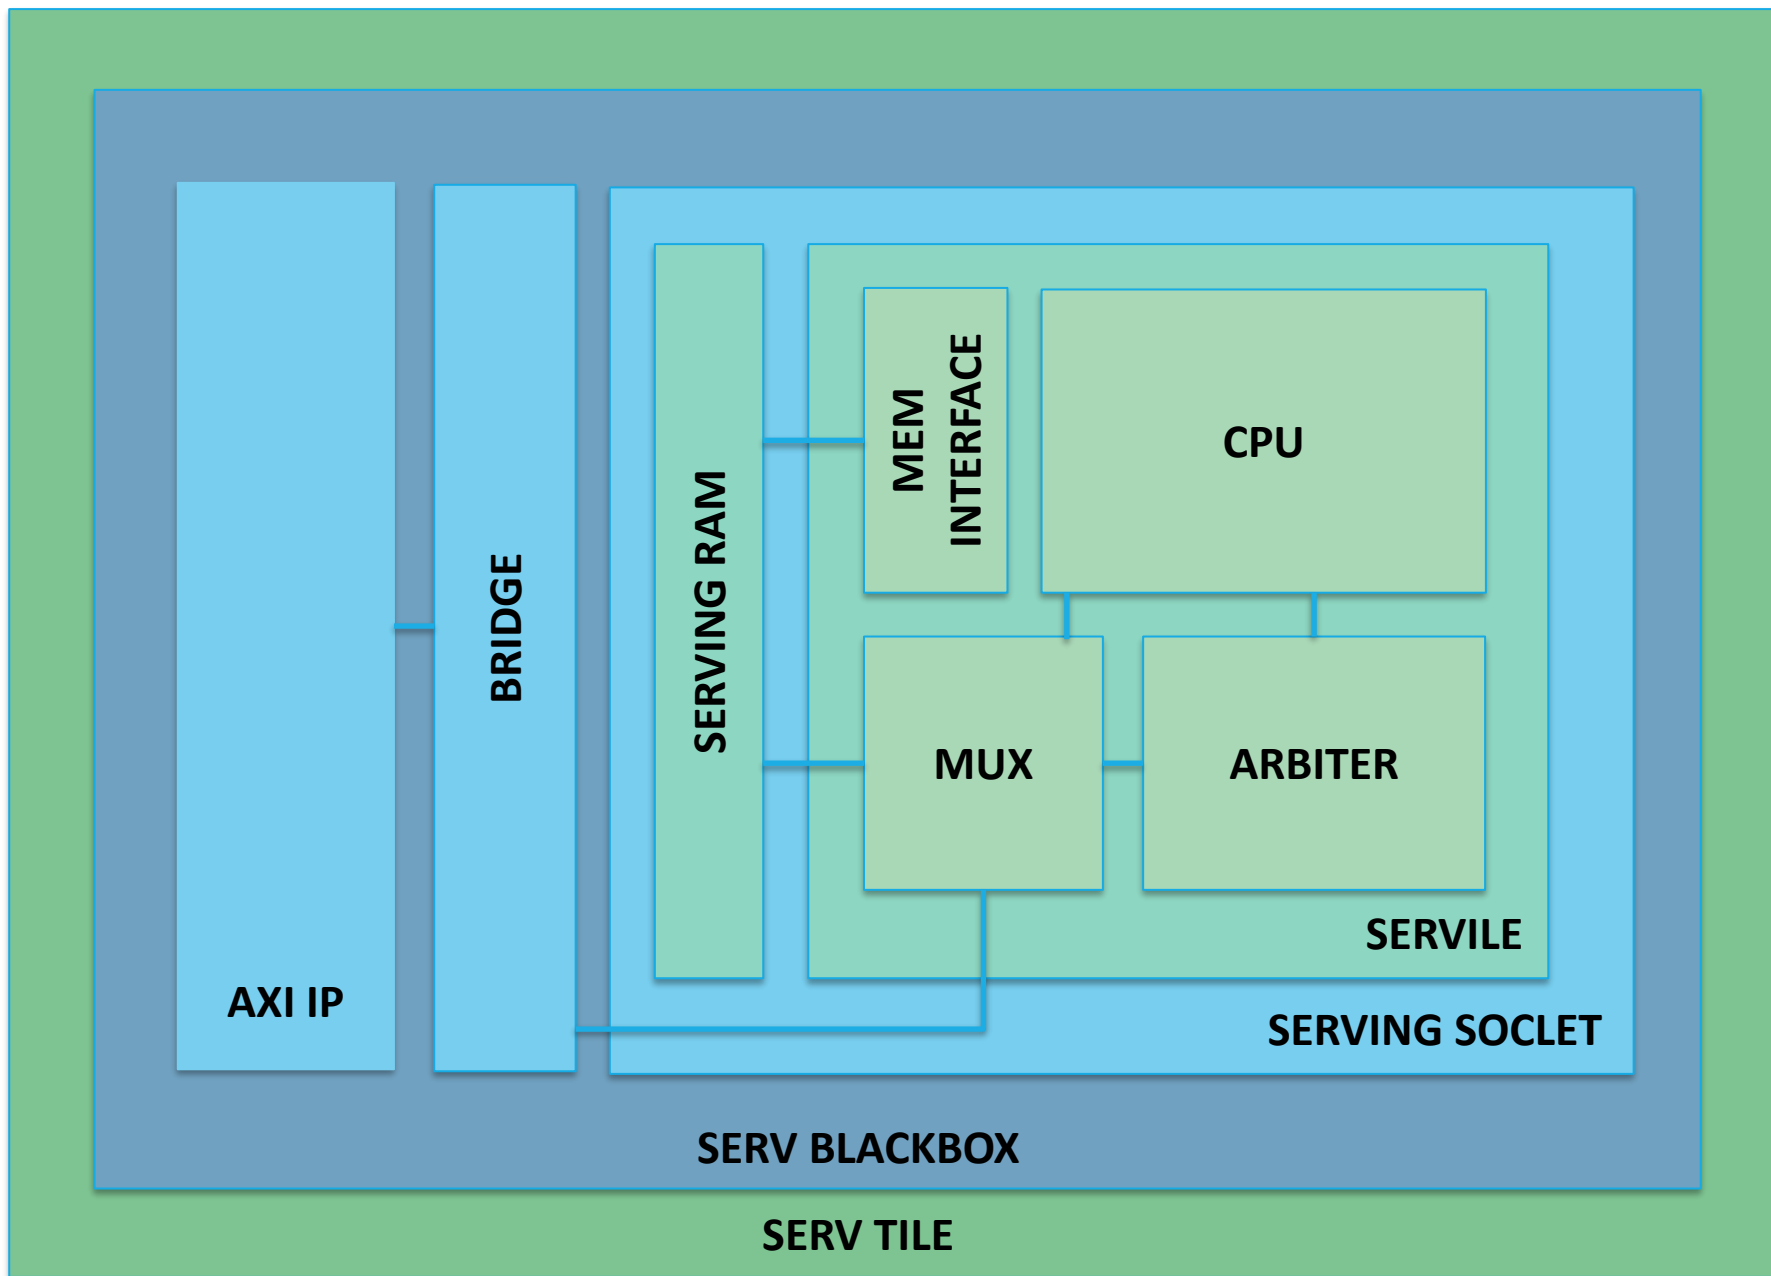 AXI IP
BRIDGE
SERVING RAM
MEM
INTERFACE
CPU
MUX
ARBITER
SERVILE
SERVING SOCLET
SERV BLACKBOX
SERV TILE